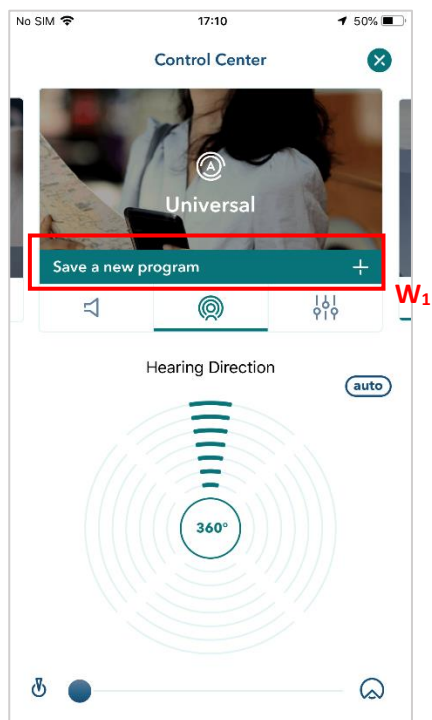 No SIM 17:10 50%
Control Center
A
Universal
Save a new program +
W1
Hearing Direction
auto
360°